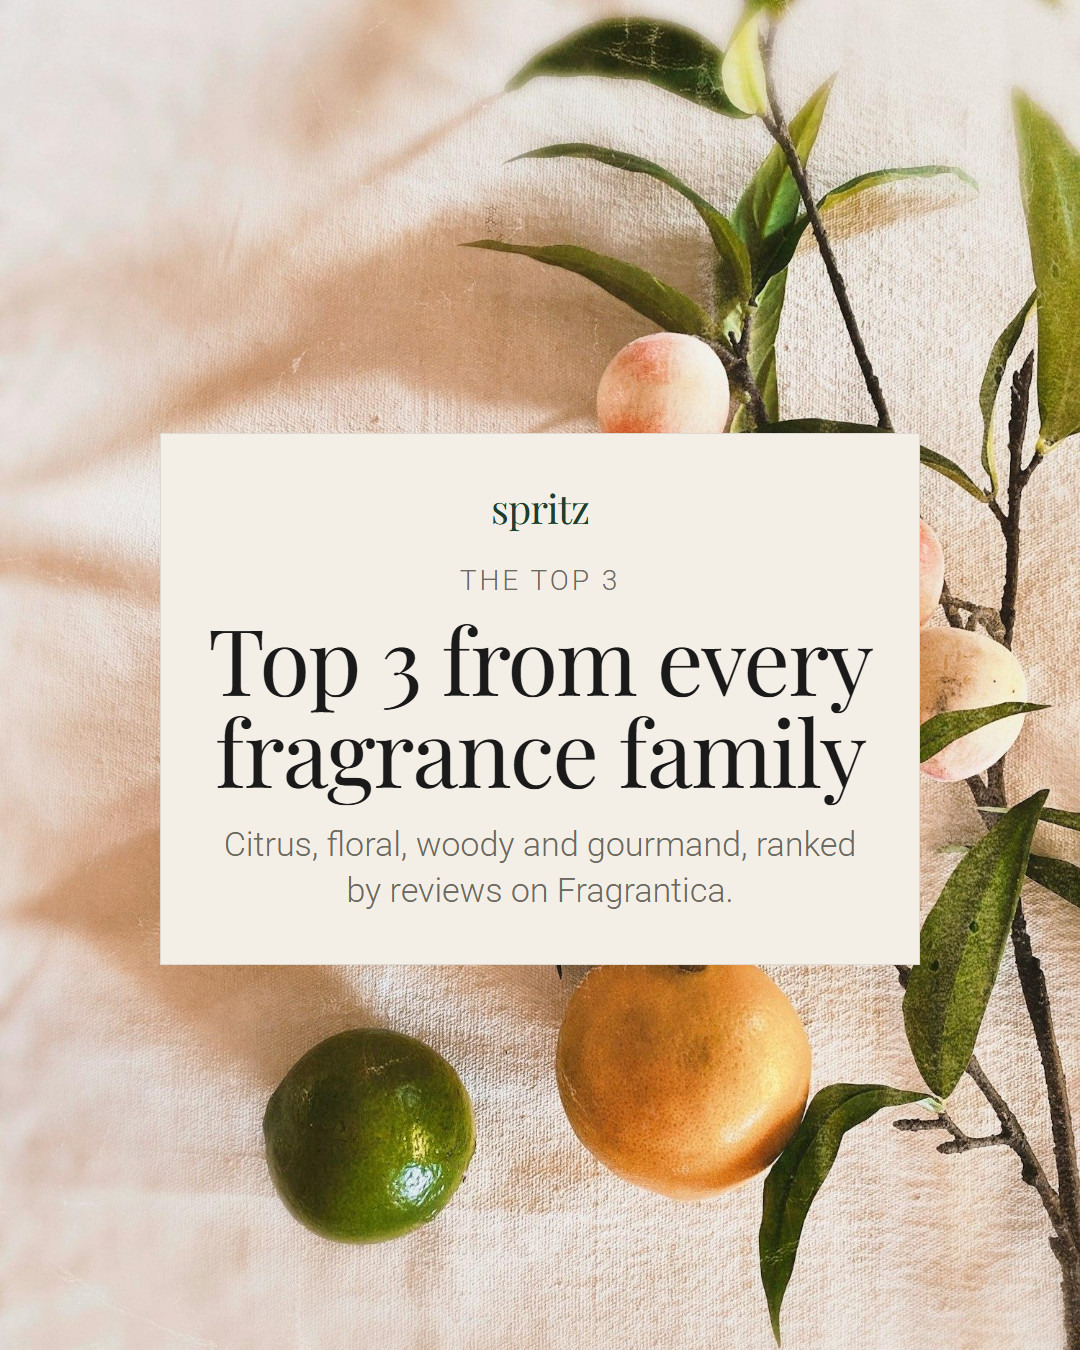 spritz
THE TOP 3
Top 3 from every
fragrance family
Citrus, floral, woody and gourmand, ranked
by reviews on Fragrantica.